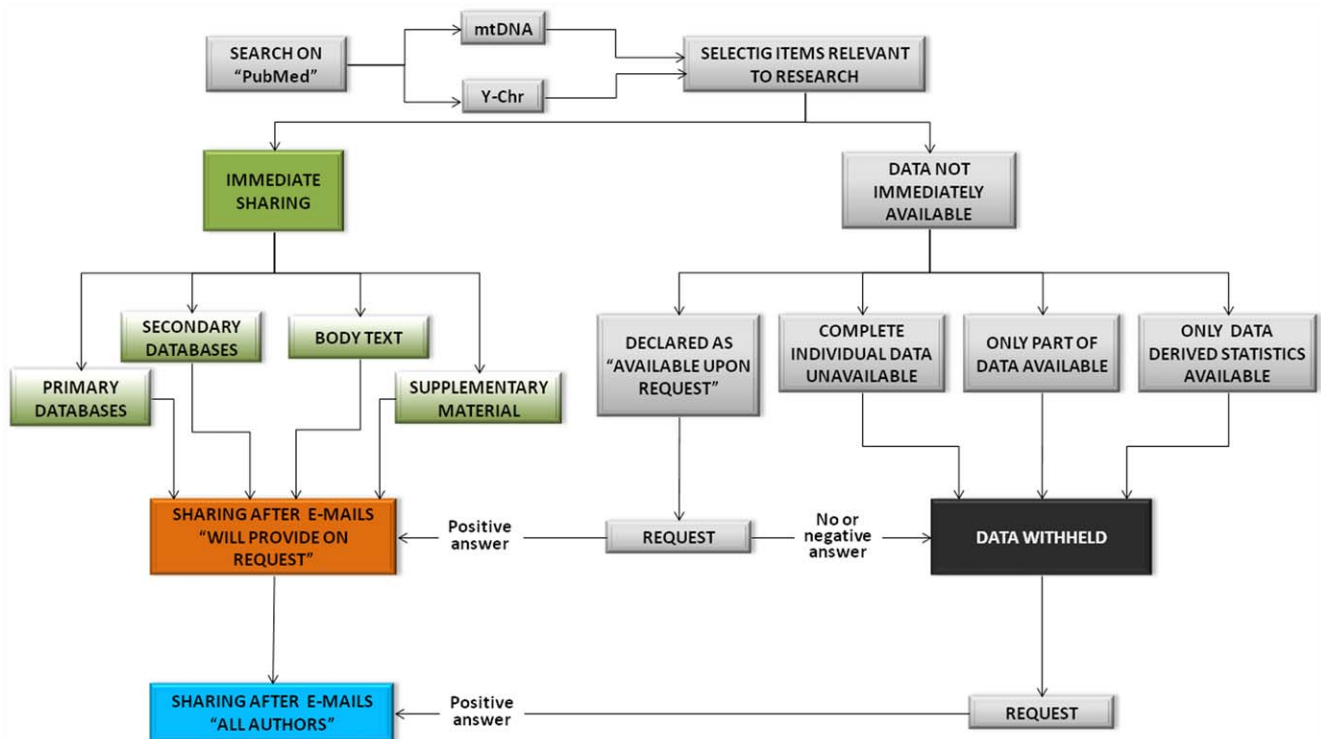 SEARCH ON
“PubMed”
mtDNA
Y-Chr
SELECTIG ITEMS RELEVANT
TO RESEARCH
IMMEDIATE
SHARING
DATA NOT
IMMEDIATELY
AVAILABLE
PRIMARY
DATABASES
SECONDARY
DATABASES
BODY TEXT
SUPPLEMENTARY
MATERIAL
DECLARED AS
“AVAILABLE UPON
REQUEST”
COMPLETE
INDIVIDUAL DATA
UNAVAILABLE
ONLY PART OF
DATA AVAILABLE
ONLY DATA
DERIVED STATISTICS
AVAILABLE
SHARING AFTER E-MAILS
“WILL PROVIDE ON
REQUEST”
Positive
answer
REQUEST
No or
negative
answer
DATA WITHHELD
SHARING AFTER E-MAILS
“ALL AUTHORS”
Positive
answer
REQUEST